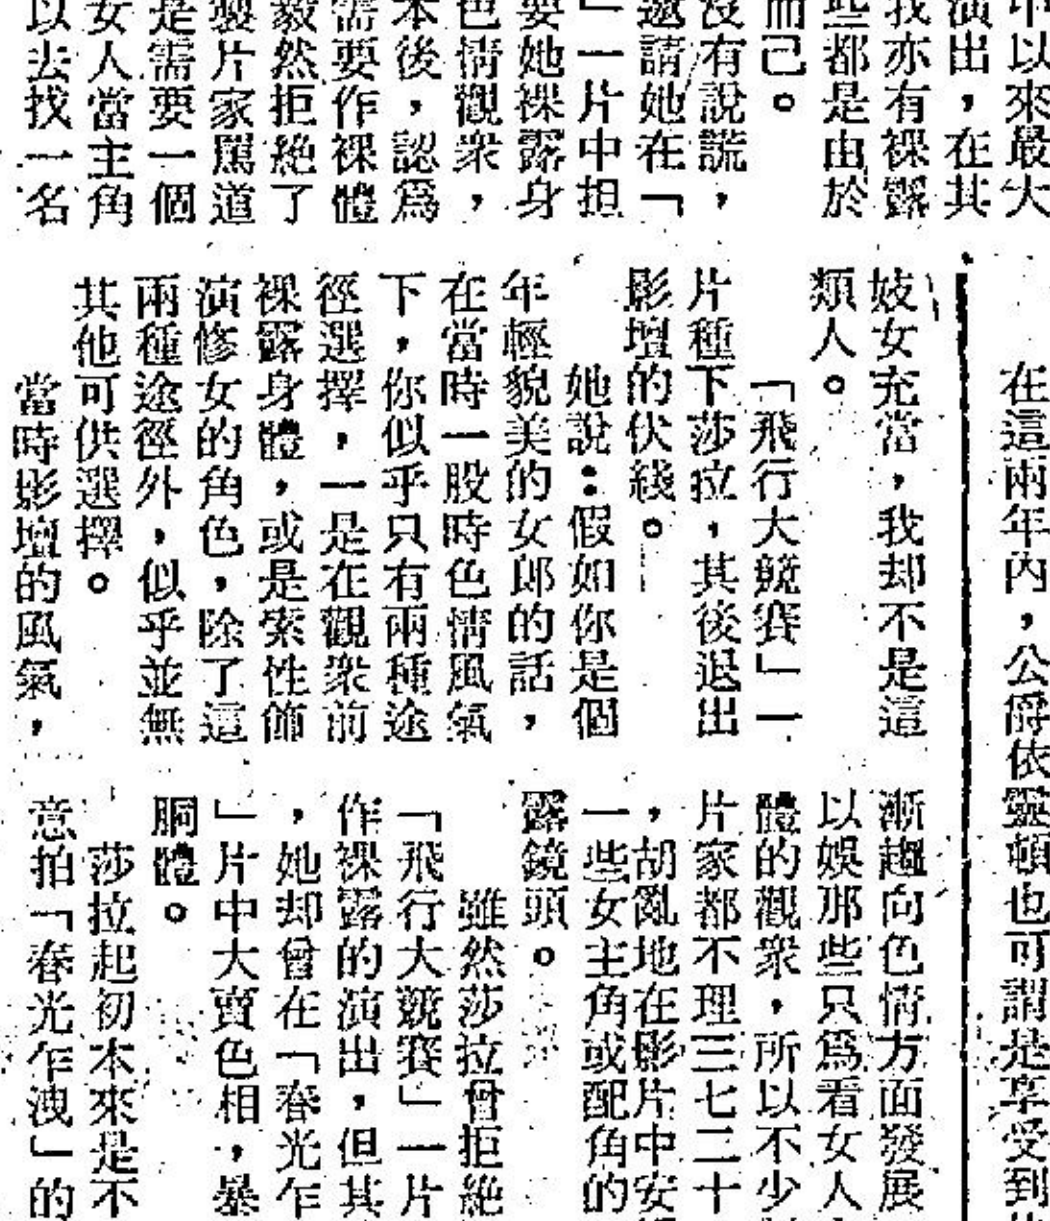 中以來最大
演出，在其
我亦有裸露
些都是由於
而己。
沒有說謊，
邀請她在「
」一片中担
要她裸露身
色情觀衆，
本後，認爲
需要作裸體
毅然拒絶了
製片家駡道
是需要一個
女人當主角
以去找一名
妓女充當，我却不是這
類人。
「飛行大競賽」一
片種下莎拉，其後退出
影壇的伏綫。
她說：假如你是個
年輕貌美的女郎的話，
在當時一股時色情風氣
下，你似乎只有兩種途
徑選擇，一是在觀衆前
裸露身體，或是索性飾
演修女的角色，除了這
兩種途徑外，似乎並無
其他可供選擇。
當時影壇的風氣，
漸趨向色情方面發展
以娛那些只爲看女人
體的觀衆，所以不少
片家都不理三七二十
，胡亂地在影片中安
一些女主角或配角的
露鏡頭。
雖然莎拉曾拒絶
「飛行大競賽」一片
作裸露的演出，但其
，她却曾在「春光乍
」片中大賣色相，暴
胴體。
莎拉起初本來是不
意拍「春光乍洩」的
在這兩年内，公爵依靈頓也可謂是享受到